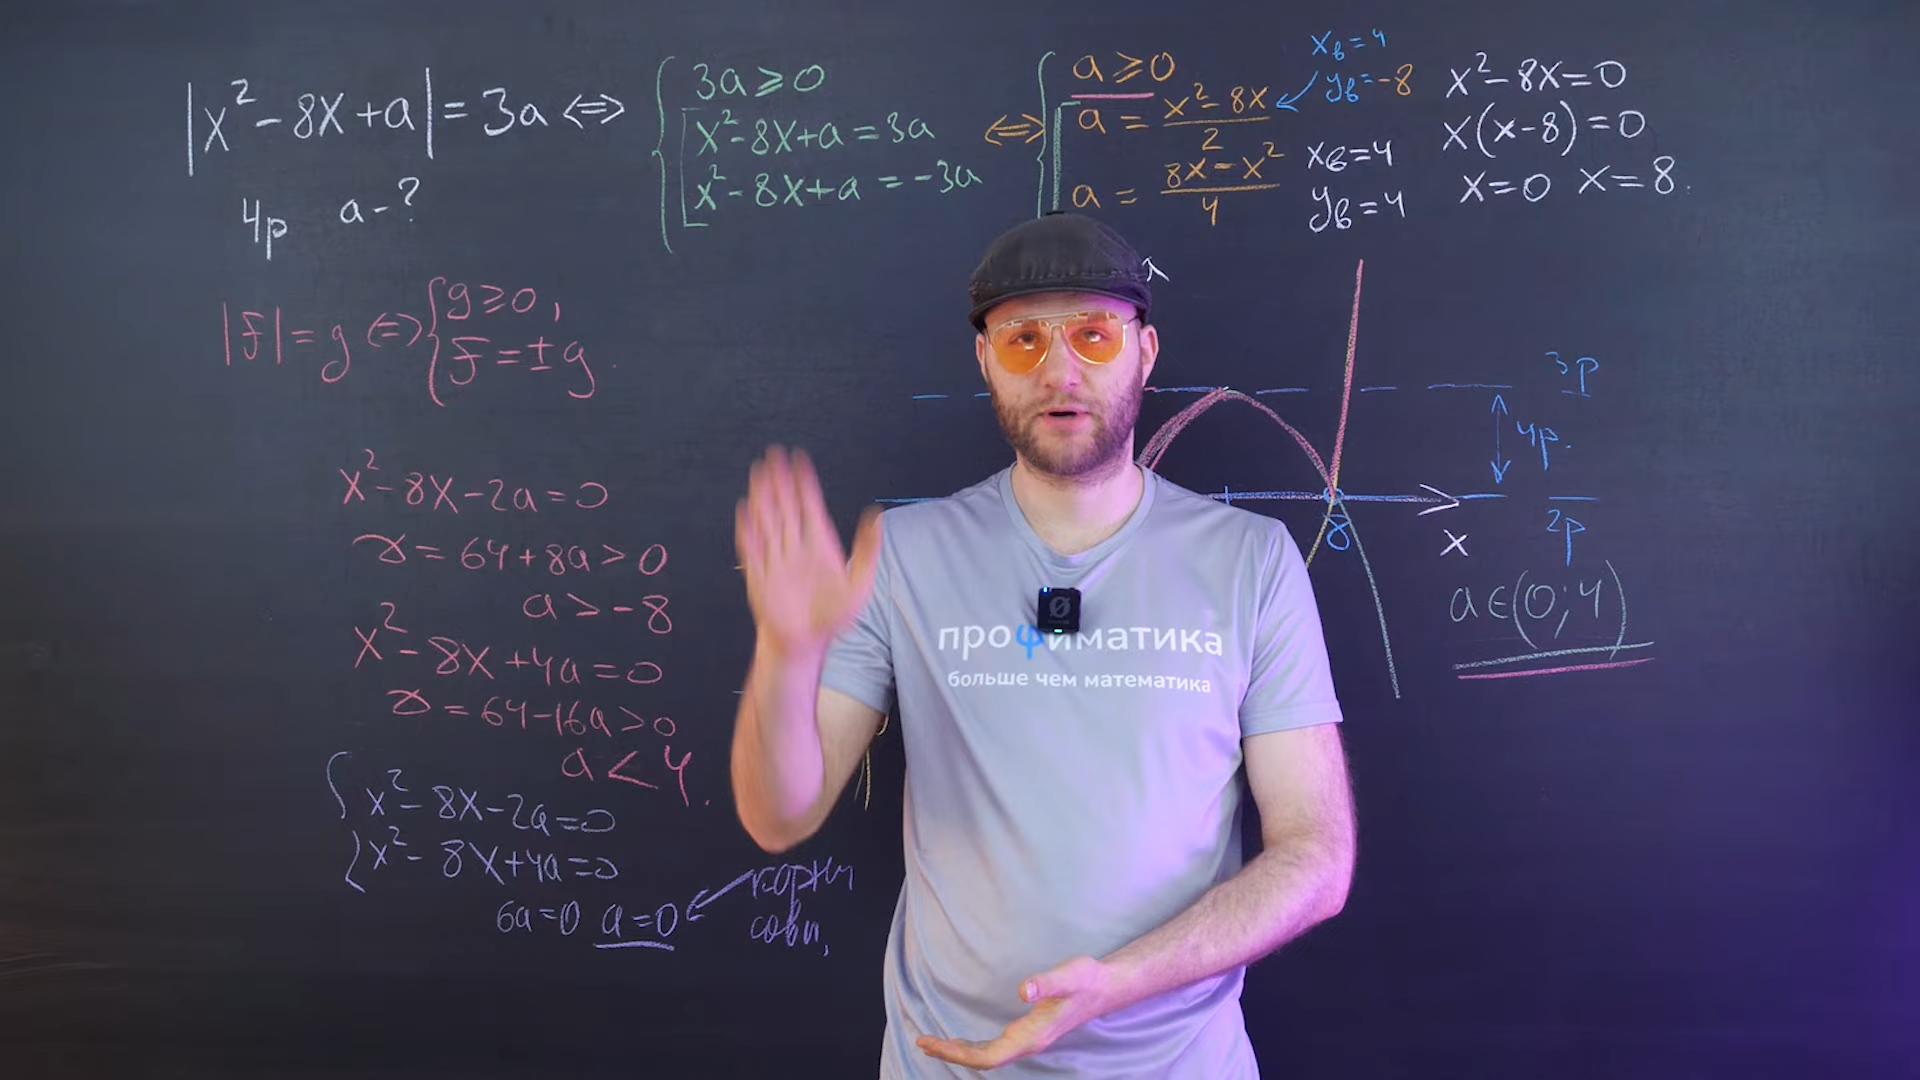 |x² - 8x + a| = 3a ⇔
4р a - ?
3a ≥ 0
x² - 8x + a = 3a
x² - 8x + a = -3a
⇔
a ≥ 0
a = (x² - 8x)/2
a = (8x - x²)/4
xв = 4
yв = -8
xв = 4
yв = 4
x² - 8x = 0
x(x - 8) = 0
x = 0 x = 8.
|f| = g ⇔ { g ≥ 0,
f = ± g.
x² - 8x - 2a = 0
D = 64 + 8a > 0
a > -8
x² - 8x + 4a = 0
D = 64 - 16a > 0
a < 4.
x² - 8x - 2a = 0
x² - 8x + 4a = 0
6a = 0 a = 0
корни
совп,
a
3р
4р.
2р
8
x
a ∈ (0; 4)
профиматика
больше чем математика